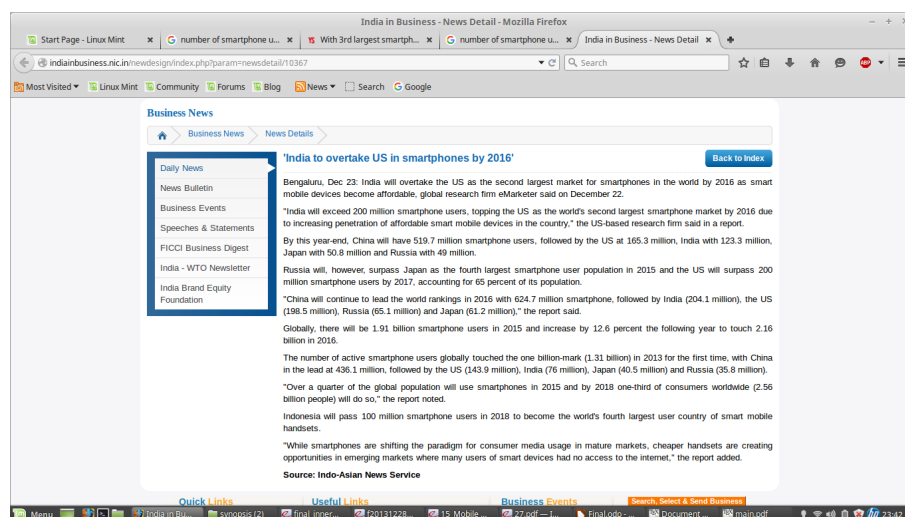 India in Business - News Detail - Mozilla Firefox
Start Page - Linux Mint
number of smartphone u...
With 3rd largest smartph...
number of smartphone u...
India in Business - News Detail
indiainbusiness.nic.in/newdesign/index.php?param=newsdetail/10367
Search
Most Visited
Linux Mint
Community
Forums
Blog
News
Search
Google
Business News
Business News
News Details
Daily News
News Bulletin
Business Events
Speeches & Statements
FICCI Business Digest
India - WTO Newsletter
India Brand Equity
Foundation
'India to overtake US in smartphones by 2016'
Back to Index
Bengaluru, Dec 23: India will overtake the US as the second largest market for smartphones in the world by 2016 as smart
mobile devices become affordable, global research firm eMarketer said on December 22.
"India will exceed 200 million smartphone users, topping the US as the world's second largest smartphone market by 2016 due
to increasing penetration of affordable smart mobile devices in the country," the US-based research firm said in a report.
By this year-end, China will have 519.7 million smartphone users, followed by the US at 165.3 million, India with 123.3 million,
Japan with 50.8 million and Russia with 49 million.
Russia will, however, surpass Japan as the fourth largest smartphone user population in 2015 and the US will surpass 200
million smartphone users by 2017, accounting for 65 percent of its population.
"China will continue to lead the world rankings in 2016 with 624.7 million smartphone, followed by India (204.1 million), the US
(198.5 million), Russia (65.1 million) and Japan (61.2 million)," the report said.
Globally, there will be 1.91 billion smartphone users in 2015 and increase by 12.6 percent the following year to touch 2.16
billion in 2016.
The number of active smartphone users globally touched the one billion-mark (1.31 billion) in 2013 for the first time, with China
in the lead at 436.1 million, followed by the US (143.9 million), India (76 million), Japan (40.5 million) and Russia (35.8 million).
"Over a quarter of the global population will use smartphones in 2015 and by 2018 one-third of consumers worldwide (2.56
billion people) will do so," the report noted.
Indonesia will pass 100 million smartphone users in 2018 to become the world's fourth largest user country of smart mobile
handsets.
"While smartphones are shifting the paradigm for consumer media usage in mature markets, cheaper handsets are creating
opportunities in emerging markets where many users of smart devices had no access to the internet," the report added.
Source: Indo-Asian News Service
Quick Links
Useful Links
Business Events
Search, Select & Send Business
Menu
India in Bu...
synopsis (2)
final_inner...
f20131228...
15_Mobile ...
27.pdf — I...
Final.odp - ...
Document ...
main.pdf
23:42